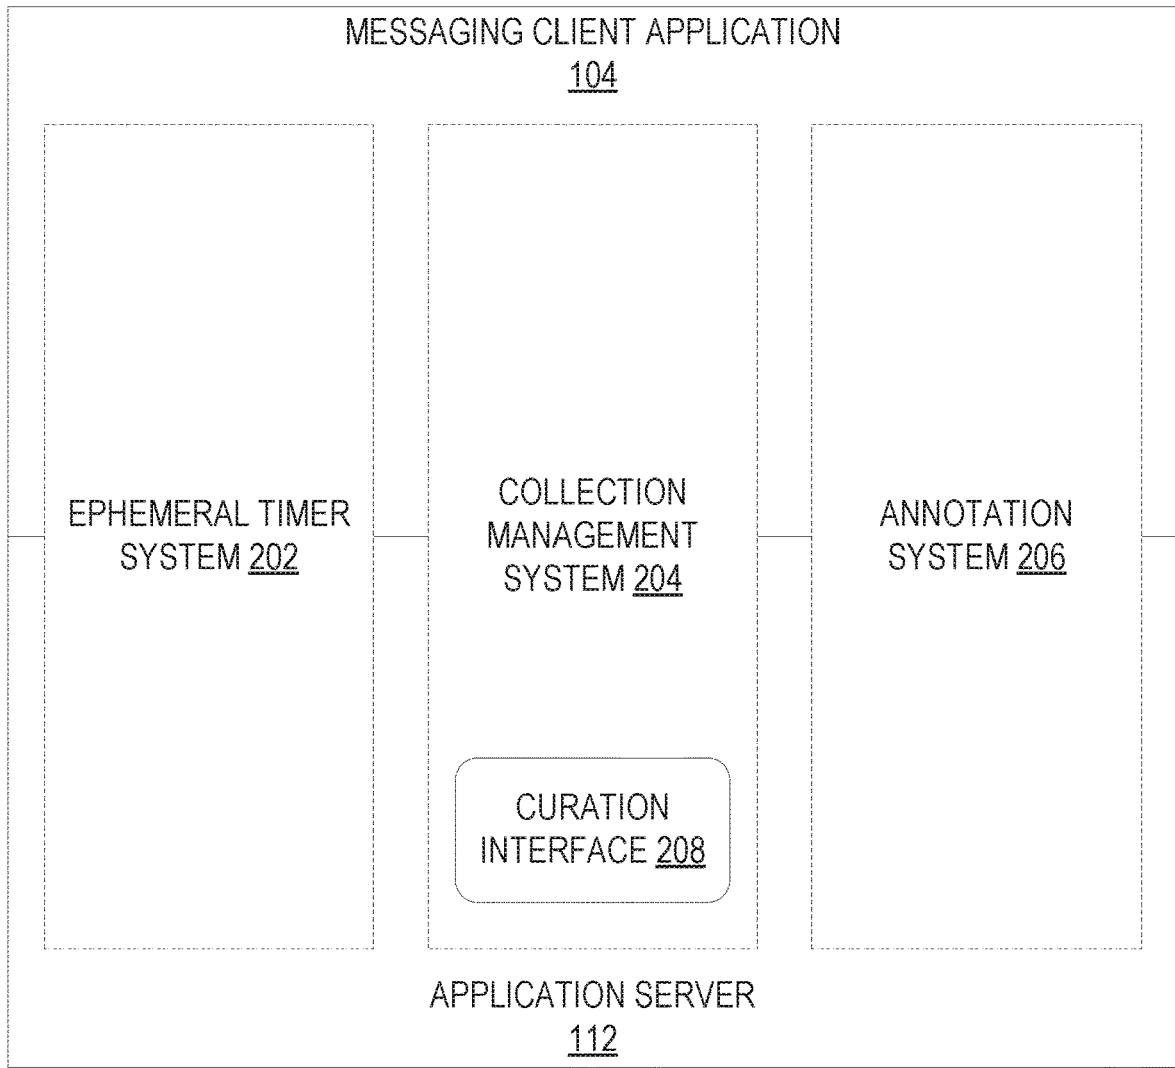 MESSAGING CLIENT APPLICATION
104
EPHEMERAL TIMER
SYSTEM 202
COLLECTION
MANAGEMENT
SYSTEM 204
ANNOTATION
SYSTEM 206
CURATION
INTERFACE 208
APPLICATION SERVER
112